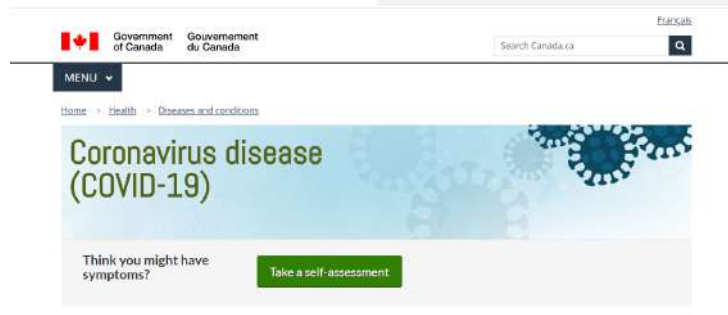 Français
Government of Canada
Gouvernement du Canada
Search Canada.ca
MENU
Home > Health > Diseases and conditions
Coronavirus disease
(COVID-19)
Think you might have
symptoms?
Take a self-assessment